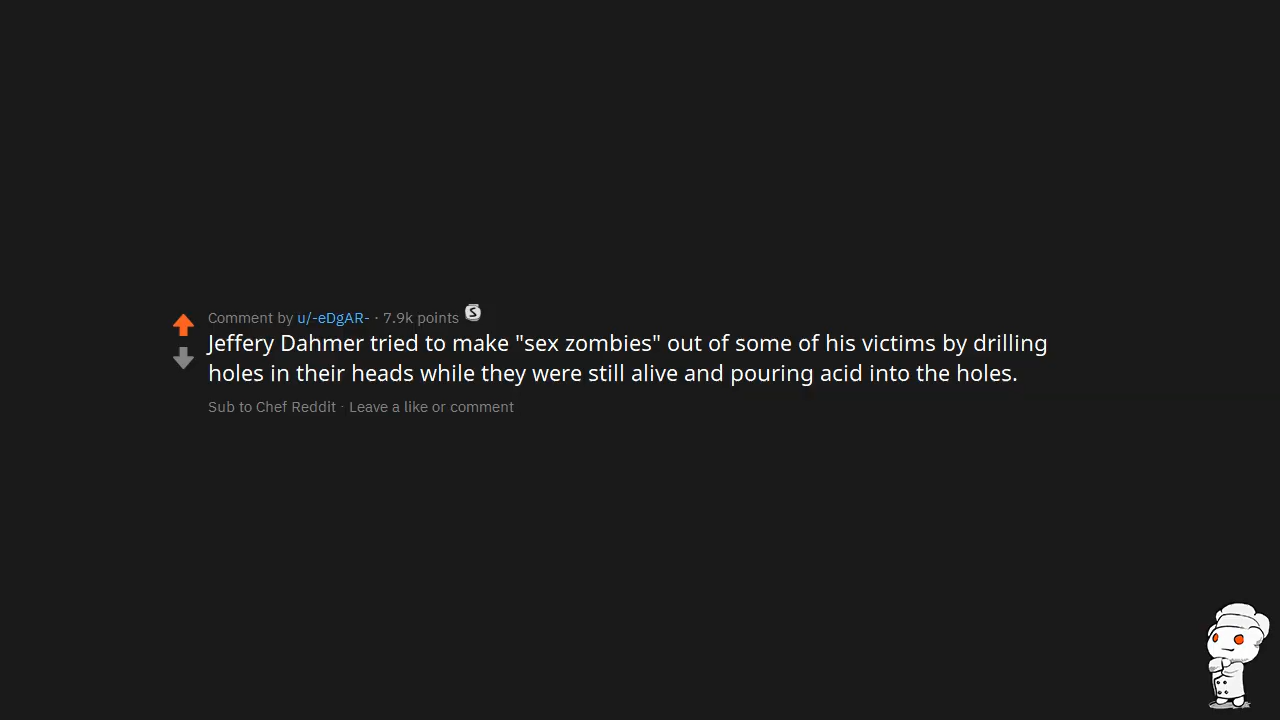 Comment by u/-eDgAR- · 7.9k points S
Jeffery Dahmer tried to make "sex zombies" out of some of his victims by drilling
holes in their heads while they were still alive and pouring acid into the holes.
Sub to Chef Reddit · Leave a like or comment